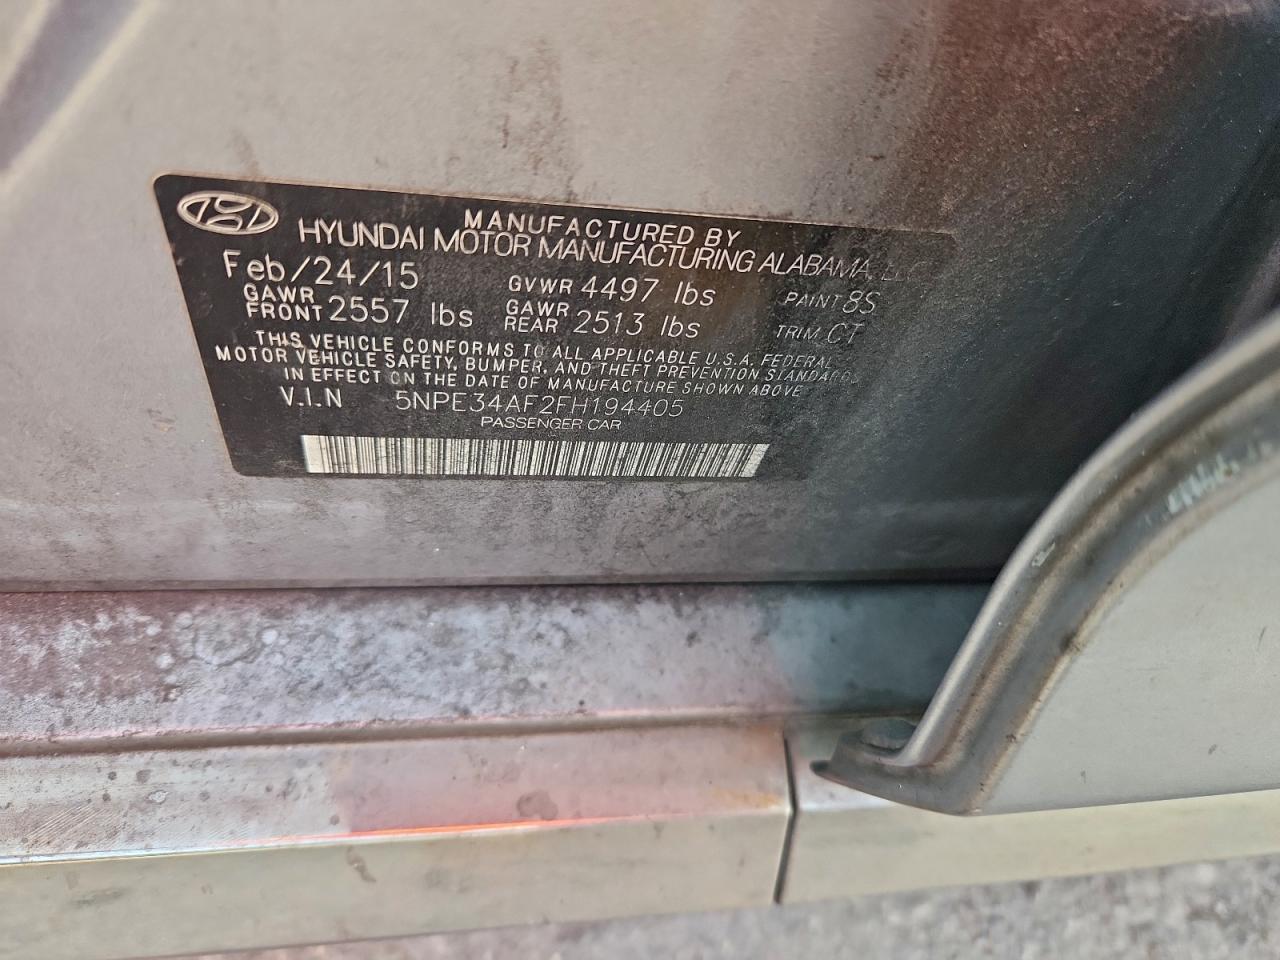 MANUFACTURED BY
HYUNDAI MOTOR MANUFACTURING ALABAMA, LLC
Feb/24/15 GVWR 4497 lbs PAINT 8S
GAWR FRONT 2557 lbs GAWR REAR 2513 lbs TRIM CT
THIS VEHICLE CONFORMS TO ALL APPLICABLE U.S.A. FEDERAL
MOTOR VEHICLE SAFETY, BUMPER, AND THEFT PREVENTION STANDARDS
IN EFFECT ON THE DATE OF MANUFACTURE SHOWN ABOVE
V.I.N 5NPE34AF2FH194405
PASSENGER CAR